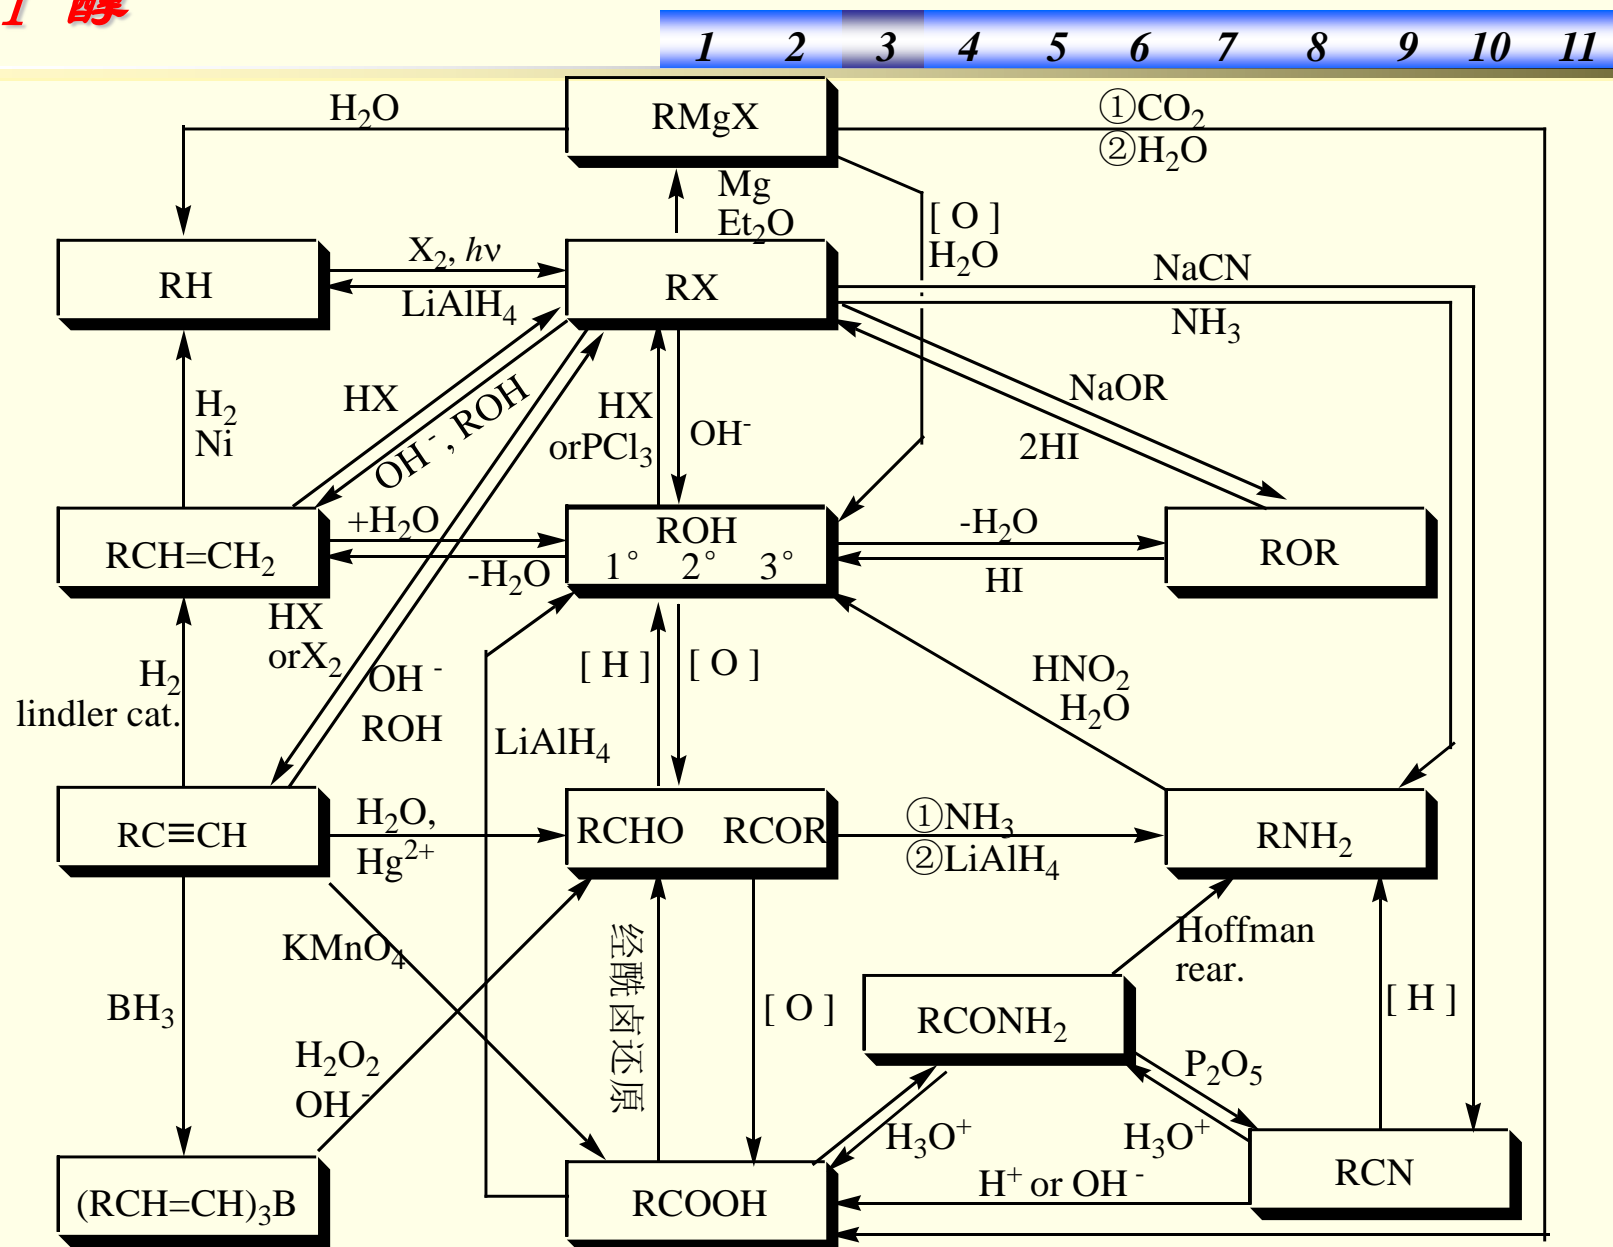 1 醇
1 2 3 4 5 6 7 8 9 10 11
H₂O
RMgX
①CO₂
②H₂O
Mg
Et₂O
[ O ]
H₂O
RH
X₂, hν
LiAlH₄
RX
NaCN
NH₃
H₂
Ni
HX
OH⁻, ROH
HX
orPCl₃
OH⁻
NaOR
2HI
RCH=CH₂
+H₂O
-H₂O
ROH
1° 2° 3°
-H₂O
HI
ROR
HX
orX₂
H₂
lindler cat.
OH⁻
ROH
[ H ]
[ O ]
LiAlH₄
HNO₂
H₂O
RC≡CH
H₂O,
Hg²⁺
RCHO RCOR
①NH₃
②LiAlH₄
RNH₂
KMnO₄
BH₃
H₂O₂
OH⁻
经酰卤还原
[ O ]
Hoffman
rear.
RCONH₂
[ H ]
P₂O₅
H₃O⁺
H₃O⁺
(RCH=CH)₃B
RCOOH
H⁺ or OH⁻
RCN